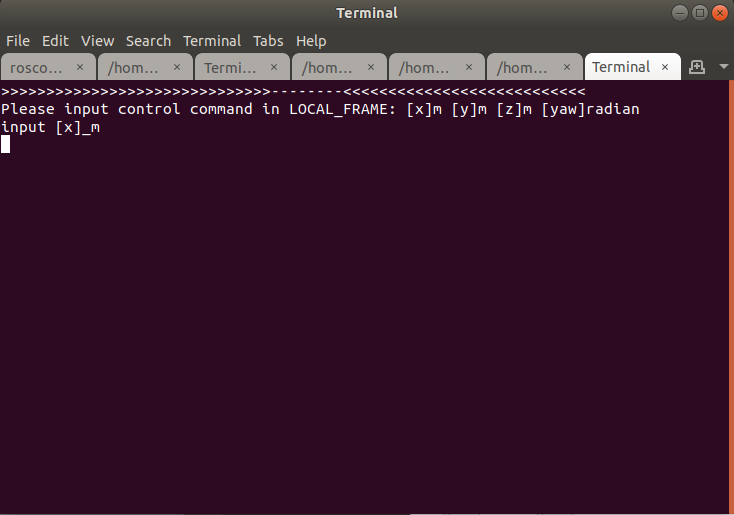 Terminal
File Edit View Search Terminal Tabs Help
rosco... × /hom... × Termi... × /hom... × /hom... × /hom... × Terminal ×
>>>>>>>>>>>>>>>>>>>>>>>>>>>>>>--------<<<<<<<<<<<<<<<<<<<<<<<<<<<
Please input control command in LOCAL_FRAME: [x]m [y]m [z]m [yaw]radian
input [x]_m